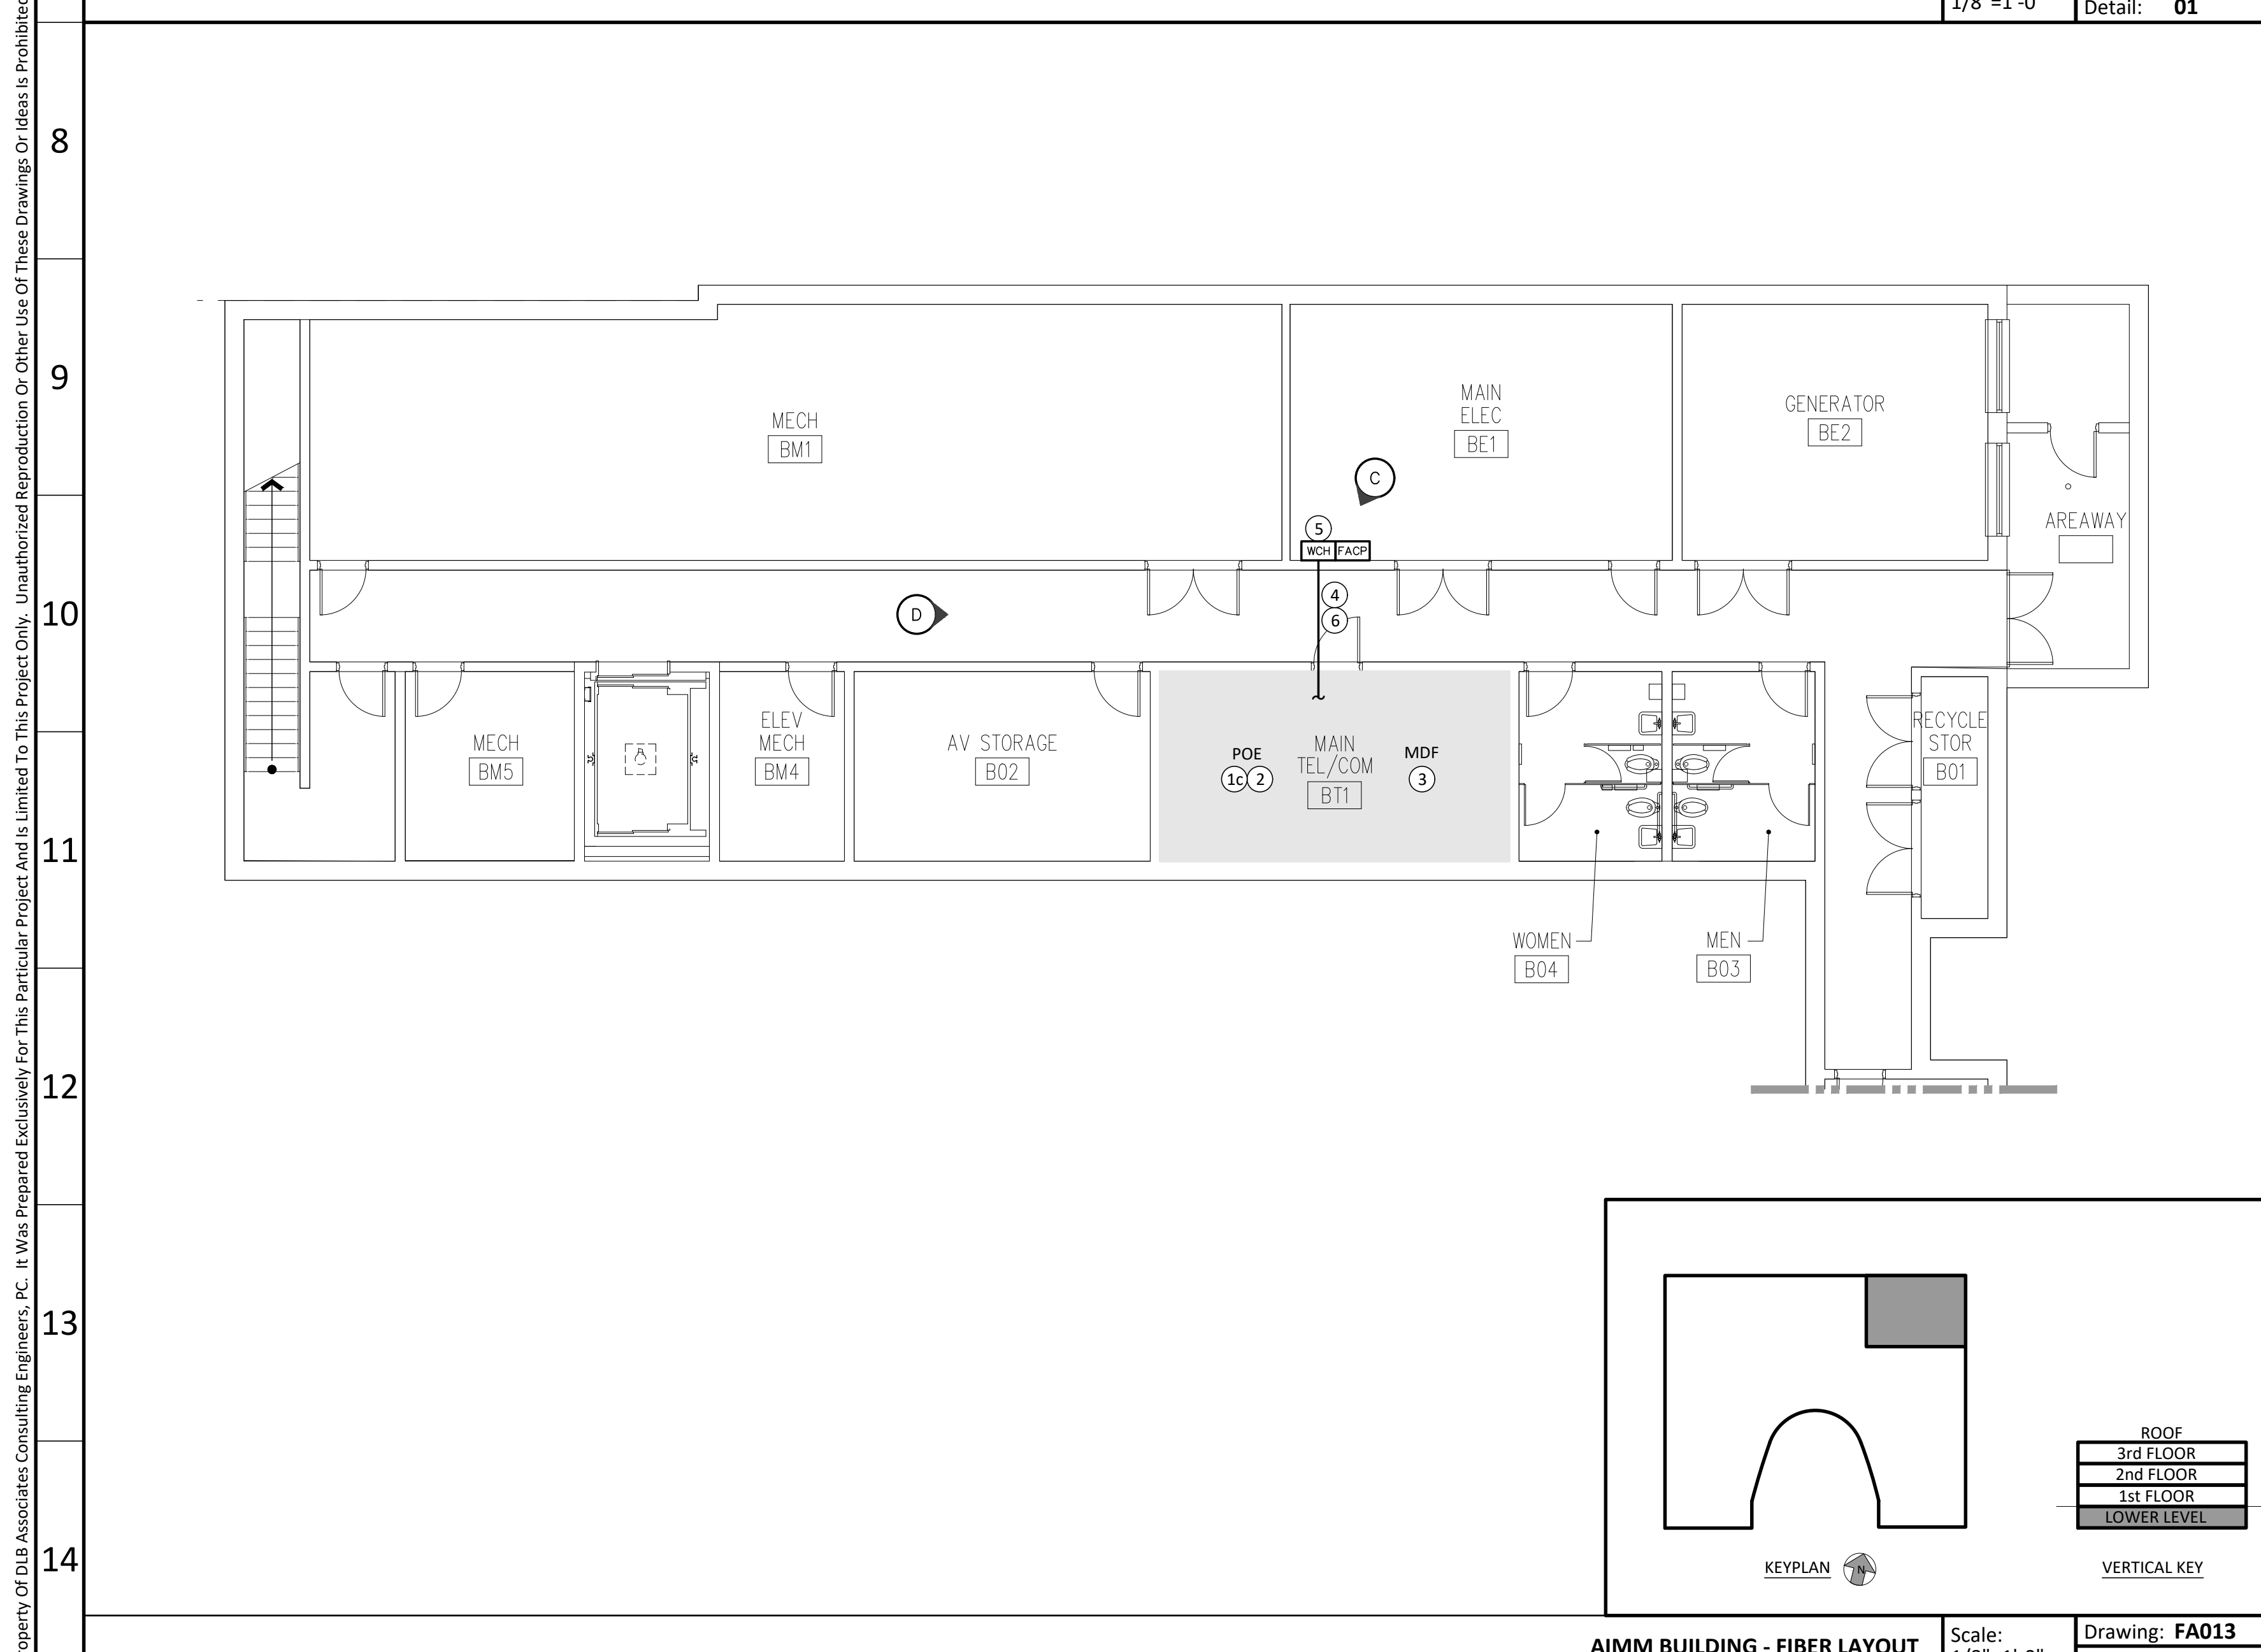 1/8"=1'-0"
Detail: 01
8
9
10
11
12
13
14
Property Of DLB Associates Consulting Engineers, PC. It Was Prepared Exclusively For This Particular Project And Is Limited To This Project Only. Unauthorized Reproduction Or Other Use Of These Drawings Or Ideas Is Prohibited
MECH
BM1
MAIN
ELEC
BE1
GENERATOR
BE2
C
5
WCH FACP
AREAWAY
D
4
6
MECH
BM5
ELEV
MECH
BM4
AV STORAGE
B02
POE
1c 2
MAIN
TEL/COM
BT1
MDF
3
RECYCLE
STOR
B01
WOMEN
B04
MEN
B03
ROOF
3rd FLOOR
2nd FLOOR
1st FLOOR
LOWER LEVEL
KEYPLAN
N
VERTICAL KEY
AIMM BUILDING - FIBER LAYOUT
Scale:
1/8"=1'-0"
Drawing: FA013